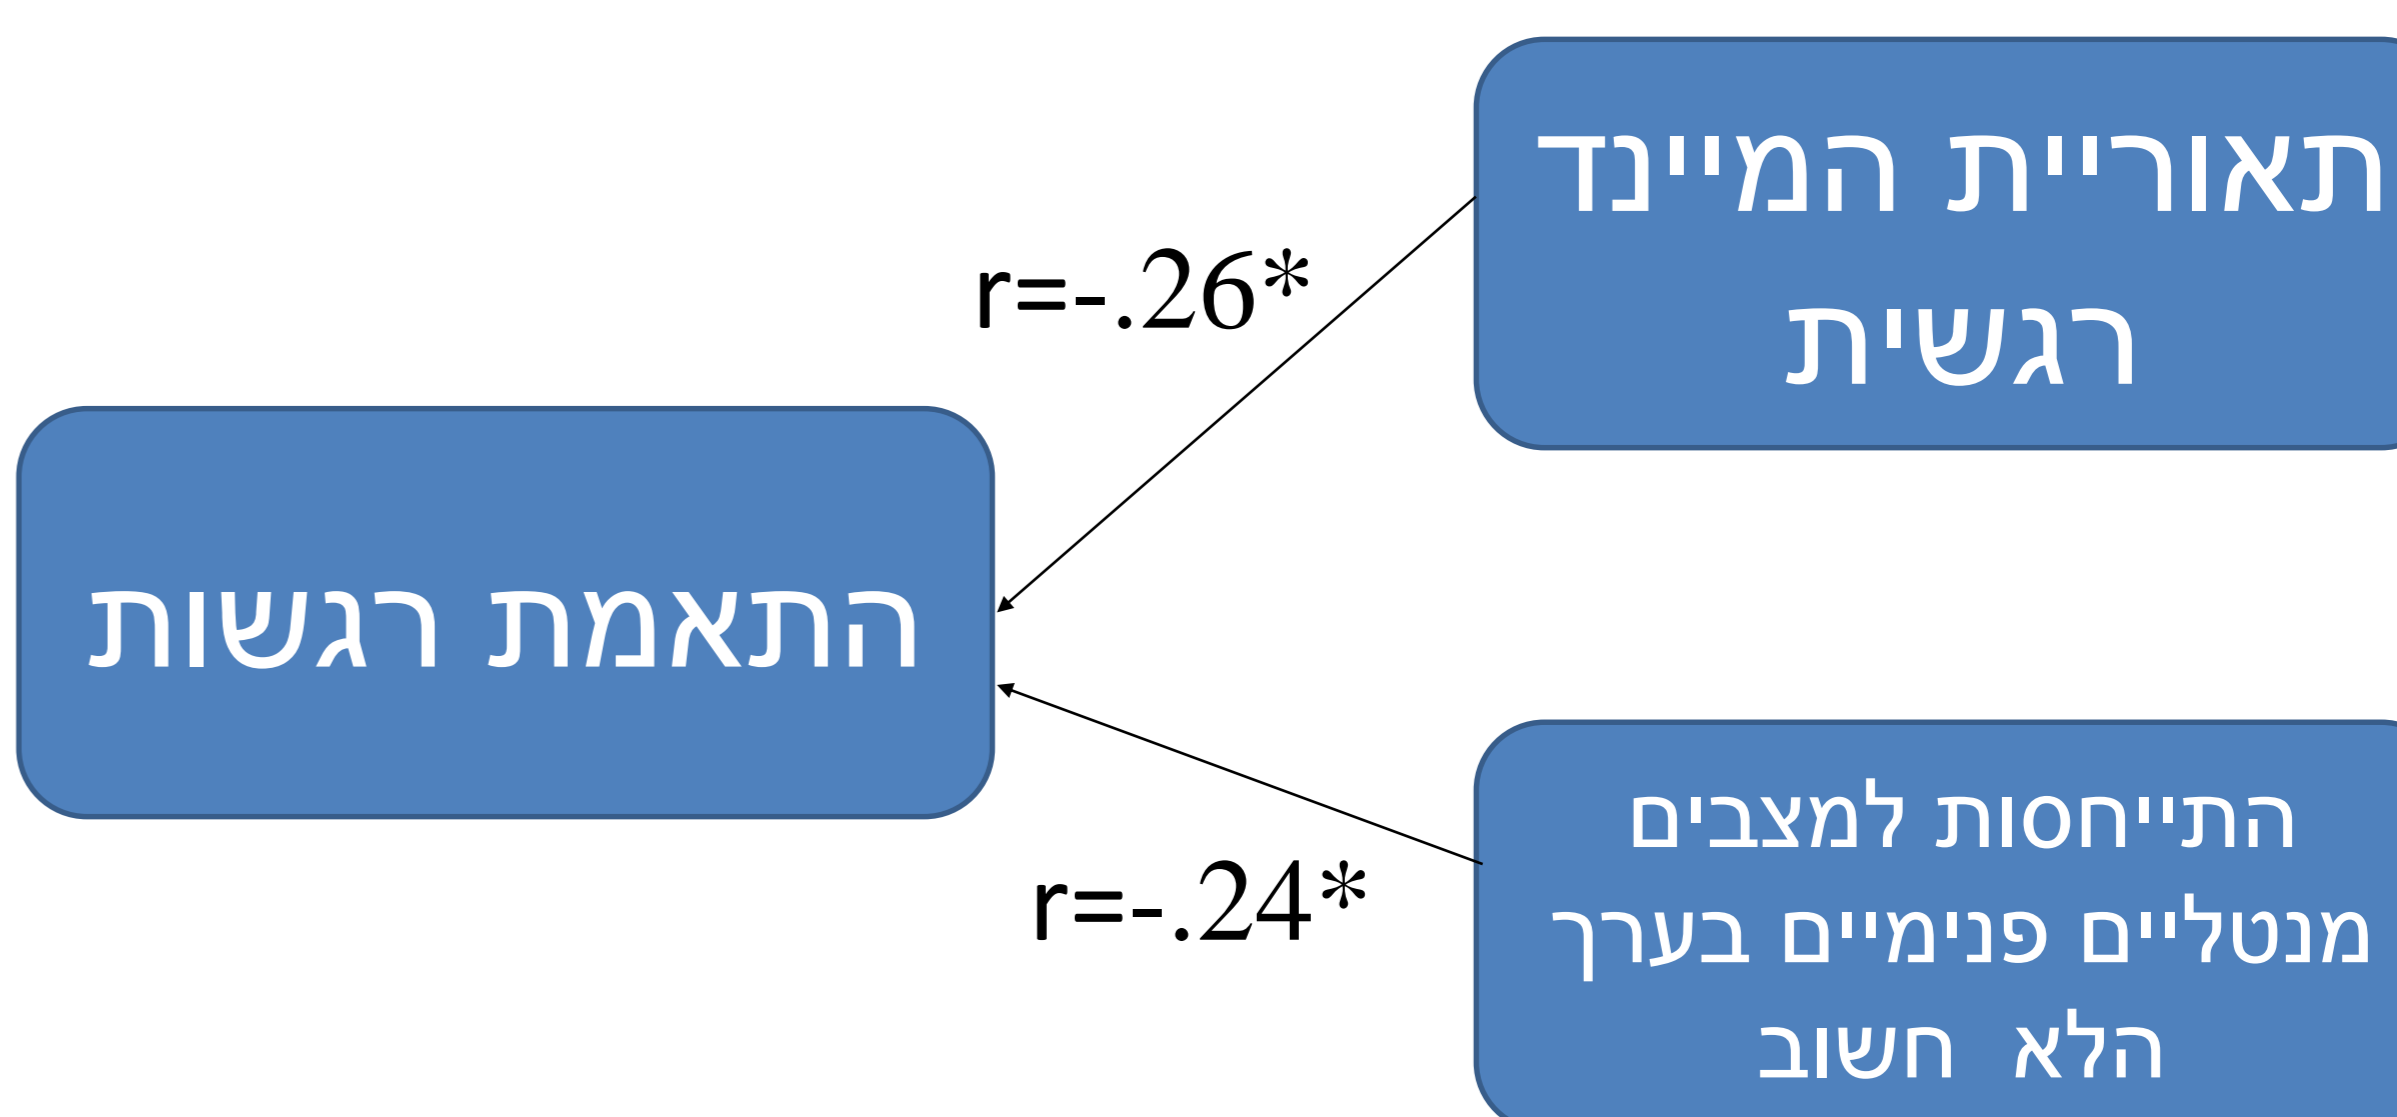 תאוריית המיינד
רגשית
r=-.26*
התאמת רגשות
התייחסות למצבים
מנטליים פנימיים בערך
הלא חשוב
r=-.24*